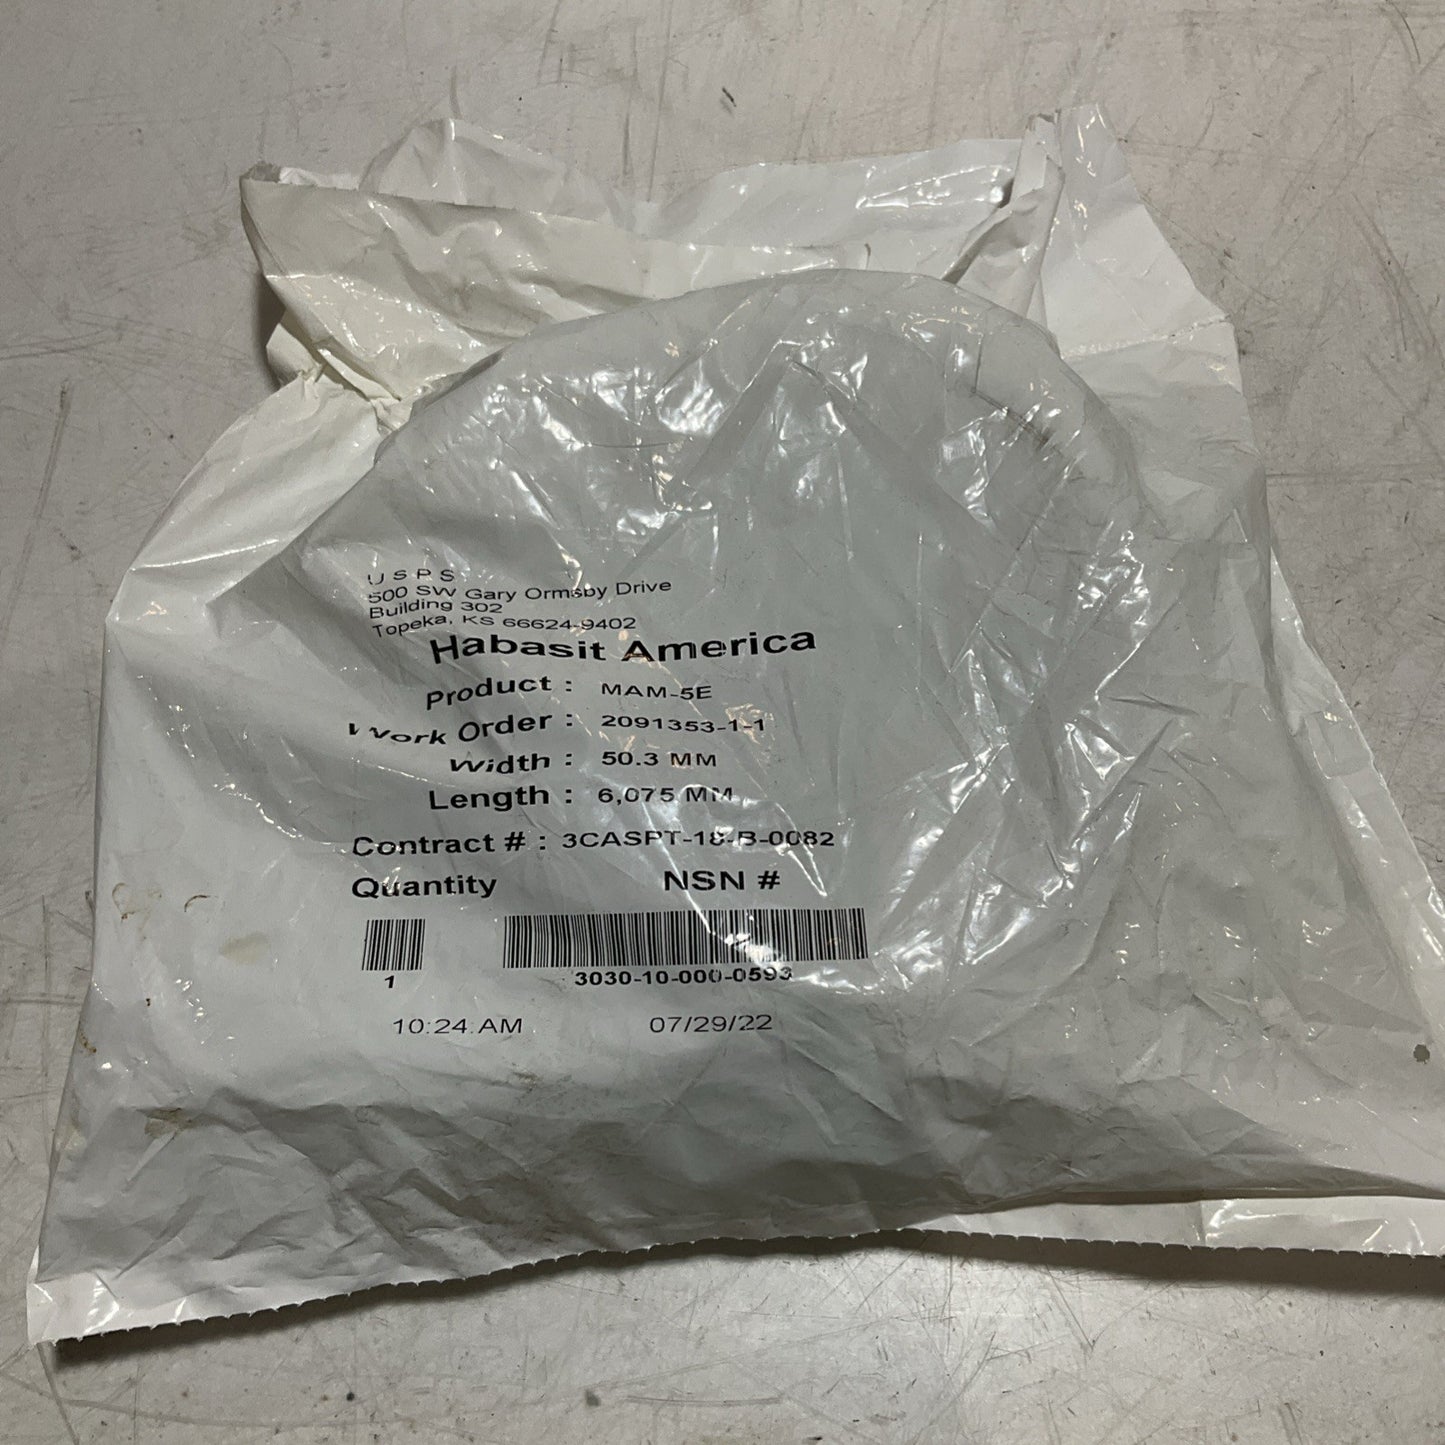 U S P S
500 SW Gary Ormsby Drive
Building 302
Topeka, KS 66624-9402
Habasit America
Product : MAM-5E
Work Order : 2091353-1-1
Width : 50.3 MM
Length : 6,075 MM
Contract # : 3CASPT-18-B-0082
Quantity NSN #
1 3030-10-000-0593
10:24 AM 07/29/22